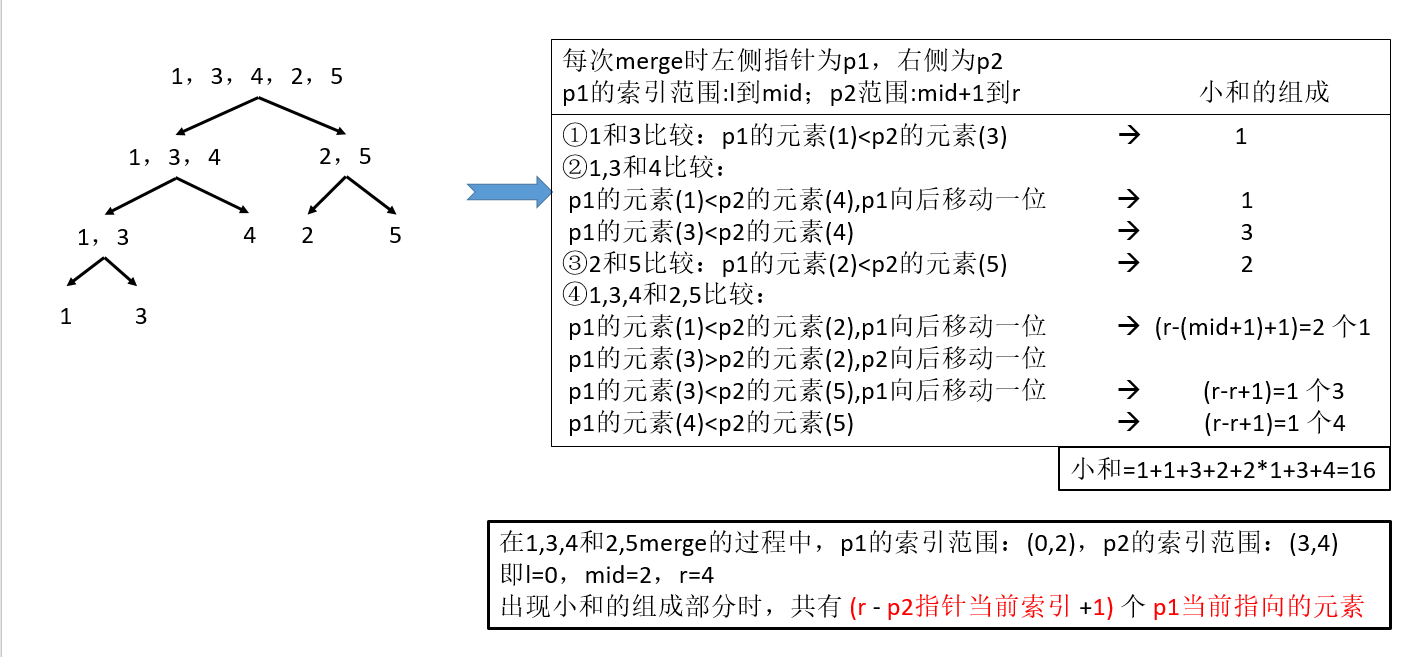 1，3，4，2，5
1，3，4
2，5
1，3
4
2
5
1
3
每次merge时左侧指针为p1，右侧为p2
p1的索引范围:l到mid；p2范围:mid+1到r
小和的组成
①1和3比较：p1的元素(1)<p2的元素(3) → 1
②1,3和4比较：
p1的元素(1)<p2的元素(4),p1向后移动一位 → 1
p1的元素(3)<p2的元素(4) → 3
③2和5比较：p1的元素(2)<p2的元素(5) → 2
④1,3,4和2,5比较：
p1的元素(1)<p2的元素(2),p1向后移动一位 → (r-(mid+1)+1)=2 个1
p1的元素(3)>p2的元素(2),p2向后移动一位
p1的元素(3)<p2的元素(5),p1向后移动一位 → (r-r+1)=1 个3
p1的元素(4)<p2的元素(5) → (r-r+1)=1 个4
小和=1+1+3+2+2*1+3+4=16
在1,3,4和2,5merge的过程中，p1的索引范围：(0,2)，p2的索引范围：(3,4)
即l=0，mid=2，r=4
出现小和的组成部分时，共有 (r - p2指针当前索引 +1) 个 p1当前指向的元素